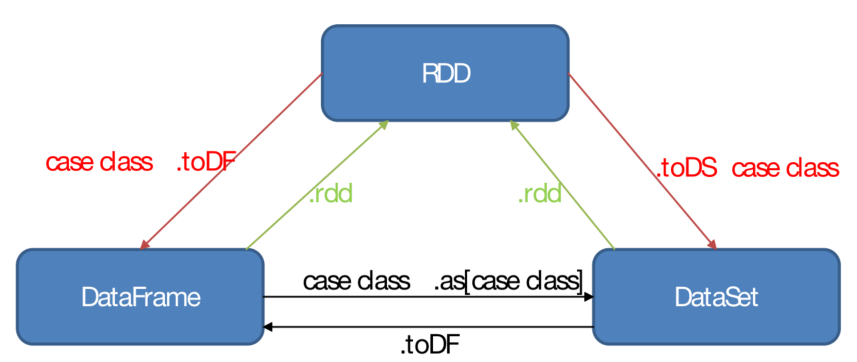 RDD
case class .toDF
.toDS case class
.rdd
.rdd
case class .as[case class]
DataFrame
DataSet
.toDF